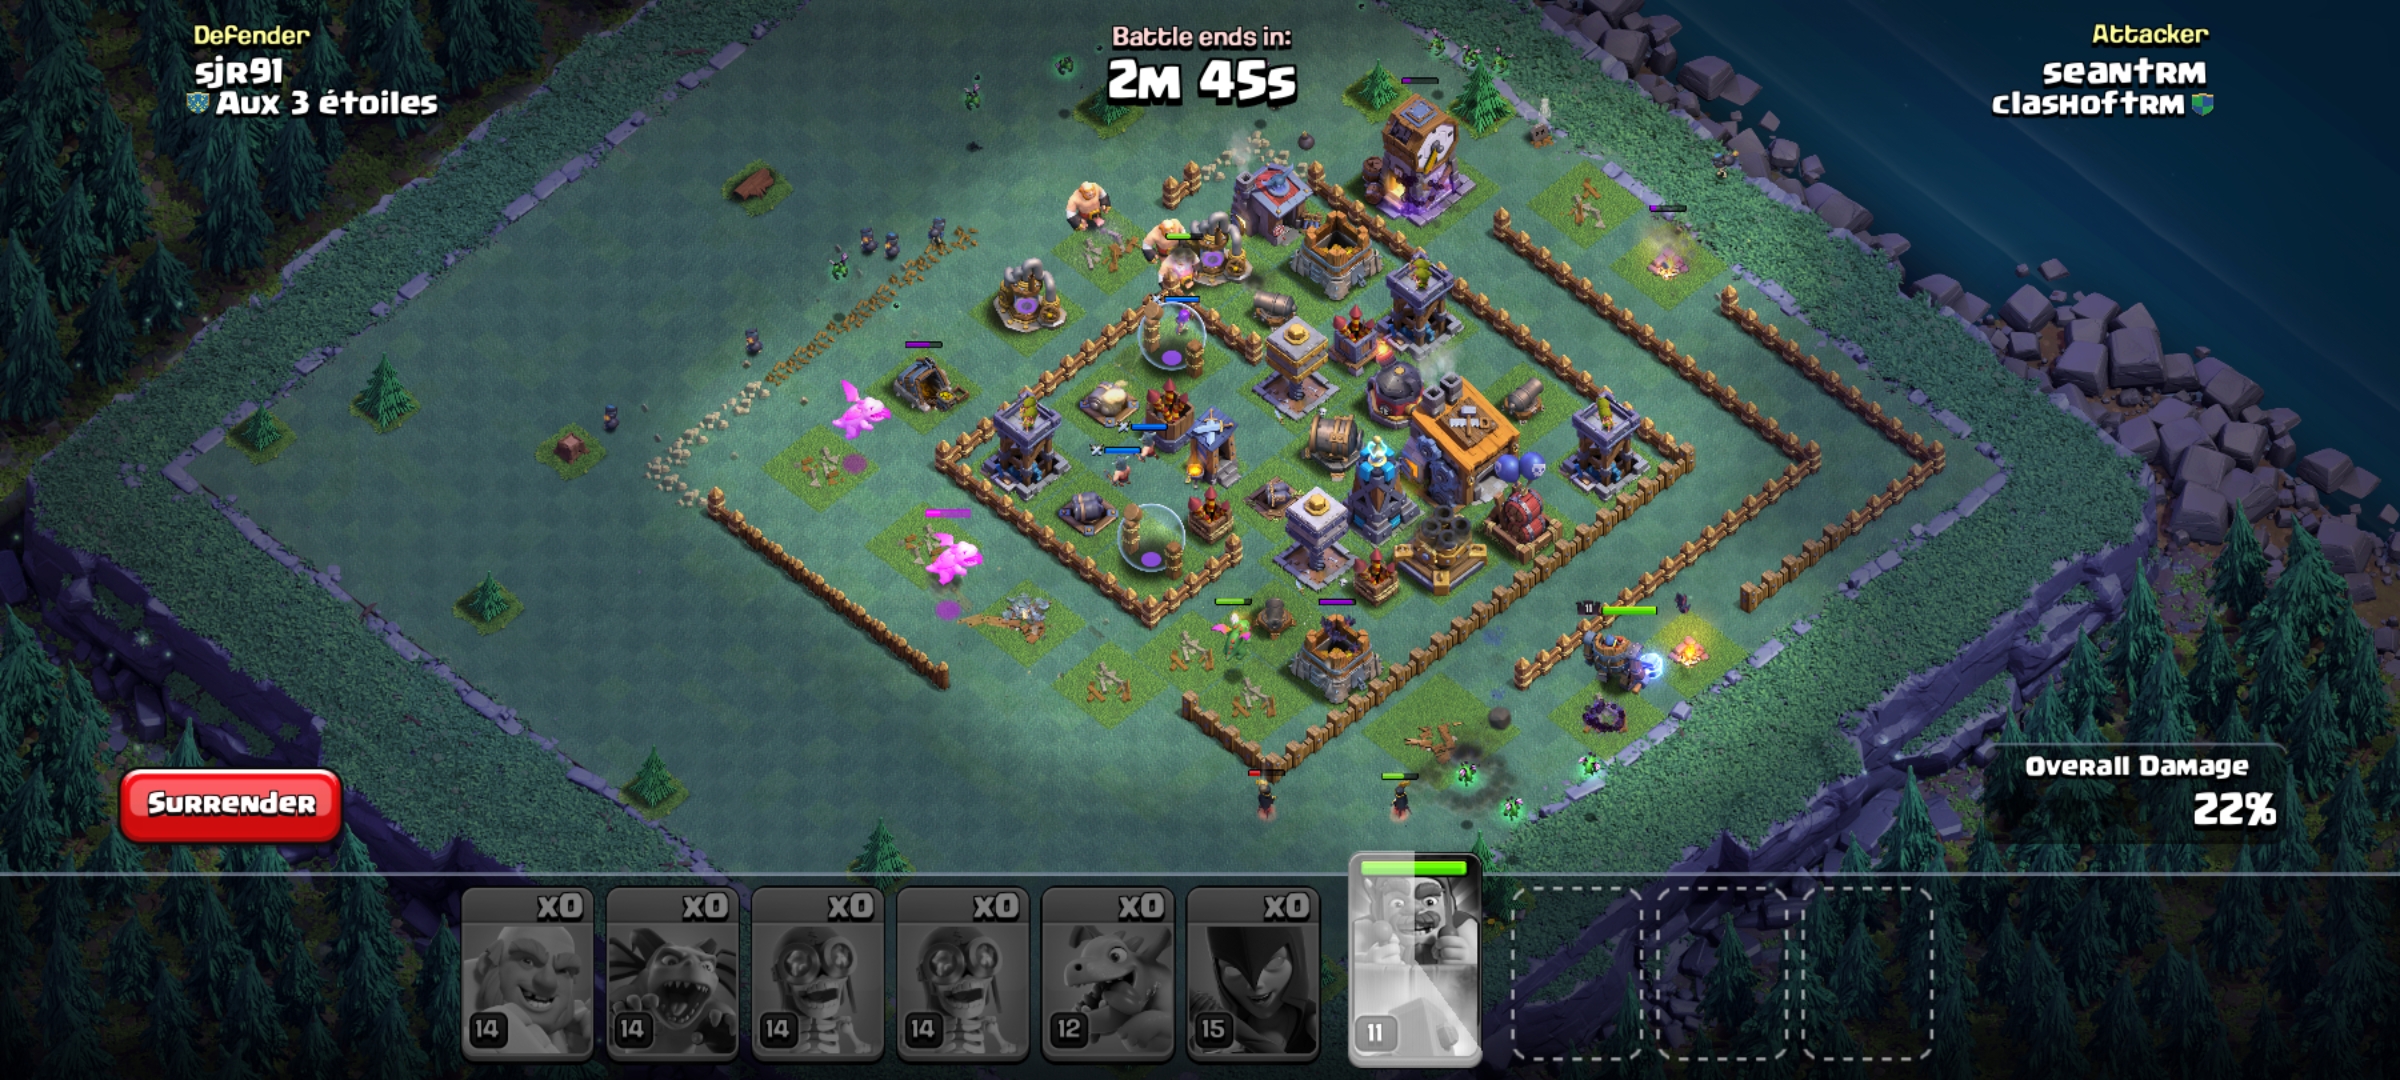 Defender
sjR91
Aux 3 étoiles
Battle ends in:
2M 45s
Attacker
seantRM
clashoftRM
11
Surrender
Overall Damage
22%
x0
x0
x0
x0
x0
x0
14
14
14
14
12
15
11